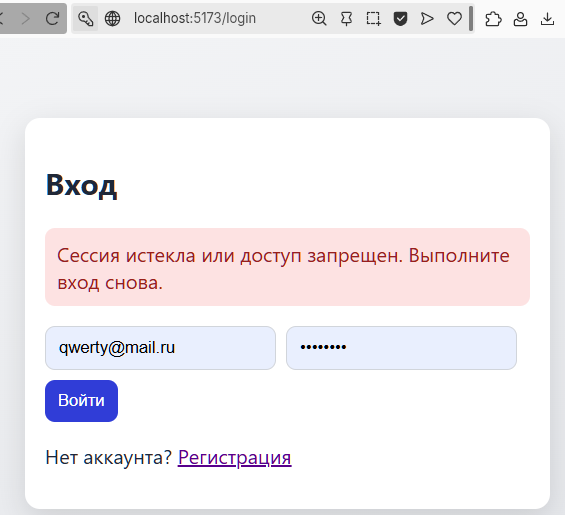 localhost:5173/login
Вход
Сессия истекла или доступ запрещен. Выполните
вход снова.
qwerty@mail.ru ••••••••
Войти
Нет аккаунта? Регистрация